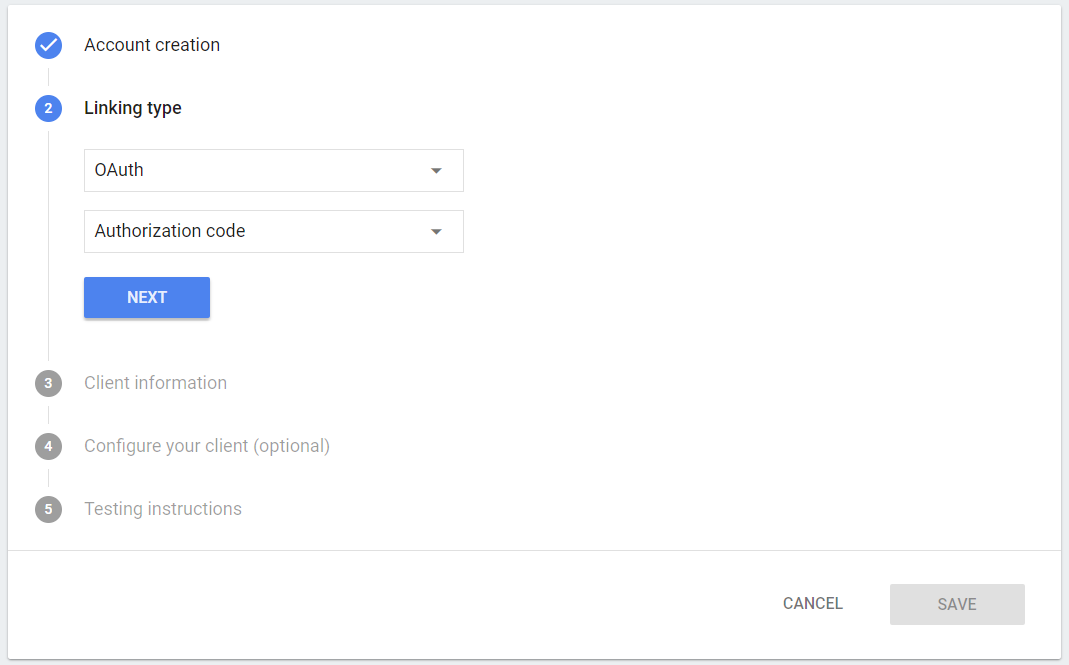 Account creation
2 Linking type
OAuth
Authorization code
NEXT
3 Client information
4 Configure your client (optional)
5 Testing instructions
CANCEL SAVE